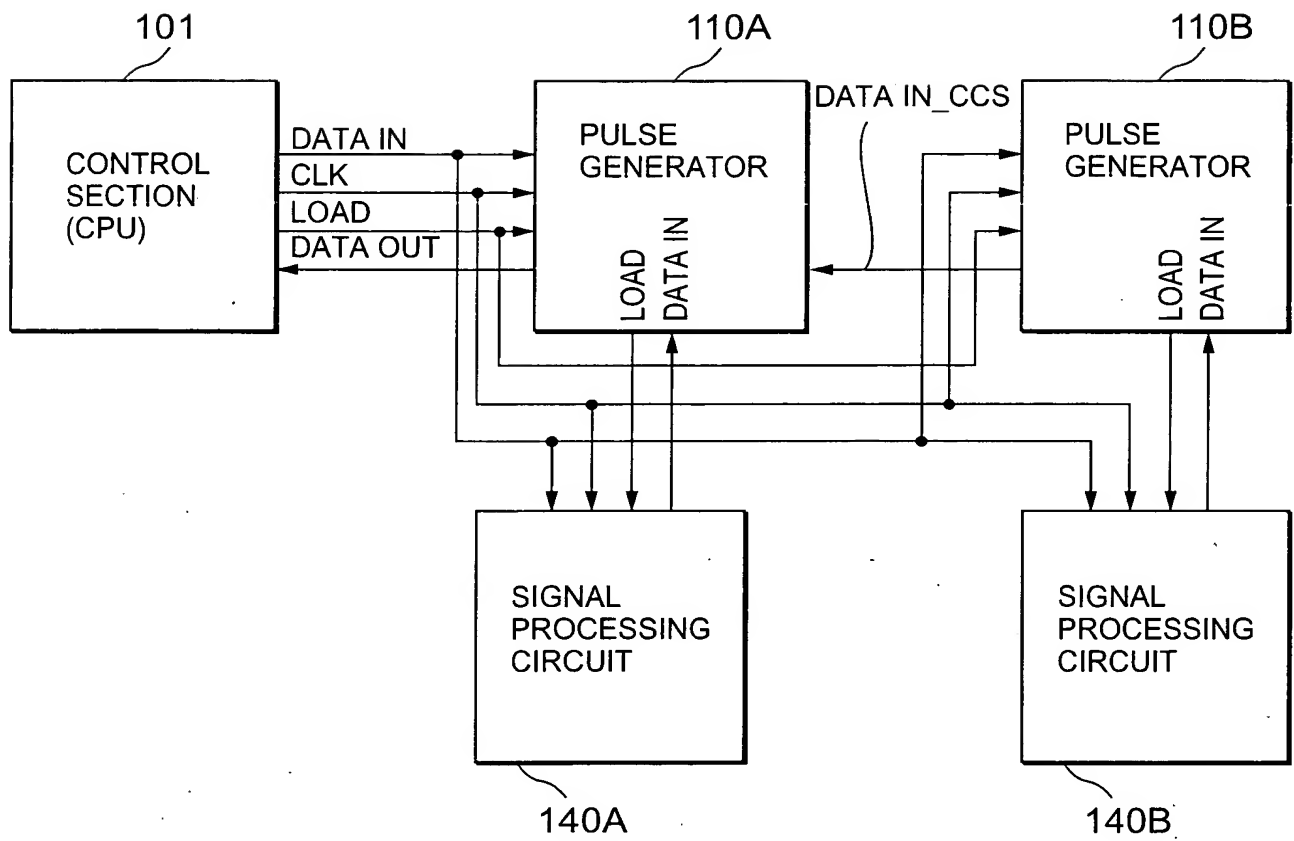 101
110A
110B
CONTROL
SECTION
(CPU)
DATA IN
CLK
LOAD
DATA OUT
PULSE
GENERATOR
LOAD
DATA IN
DATA IN_CCS
PULSE
GENERATOR
LOAD
DATA IN
SIGNAL
PROCESSING
CIRCUIT
SIGNAL
PROCESSING
CIRCUIT
140A
140B